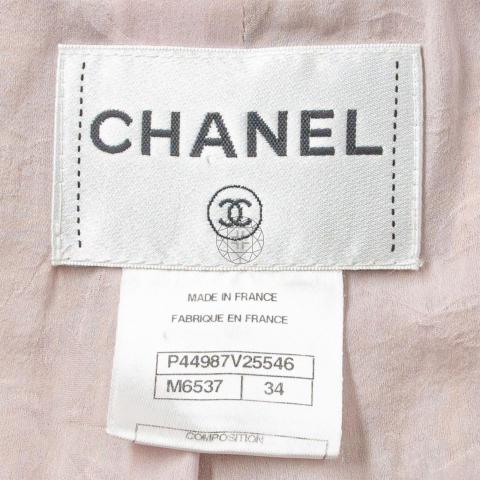 CHANEL
MADE IN FRANCE
FABRIQUE EN FRANCE
P44987V25546
M6537 34
COMPOSITION